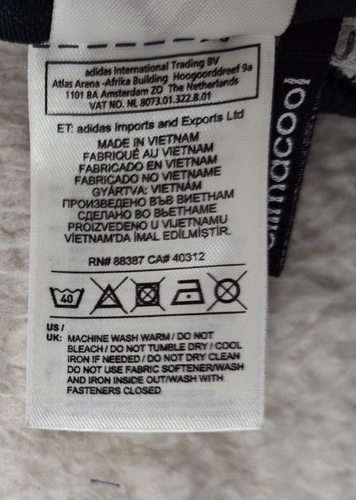 adidas International Trading BV
Atlas Arena -Afrika Building Hoogoorddreef 9a
1101 BA Amsterdam ZO The Netherlands
VAT NO. NL 8073.01.322.B.01
ET: adidas Imports and Exports Ltd
MADE IN VIETNAM
FABRIQUÉ AU VIETNAM
FABRICADO EN VIETNAM
FABRICADO NO VIETNAME
GYÁRTVA: VIETNÁM
ПРОИЗВЕДЕНО ВЪВ ВИЕТНАМ
СДЕЛАНО ВО ВЬЕТНАМЕ
PROIZVEDENO U VIJETNAMU
VİETNAM'DA İMAL EDİLMİŞTİR.
RN# 88387 CA# 40312
40
US /
UK: MACHINE WASH WARM / DO NOT
BLEACH / DO NOT TUMBLE DRY / COOL
IRON IF NEEDED / DO NOT DRY CLEAN
DO NOT USE FABRIC SOFTENER/WASH
AND IRON INSIDE OUT/WASH WITH
FASTENERS CLOSED
climacool